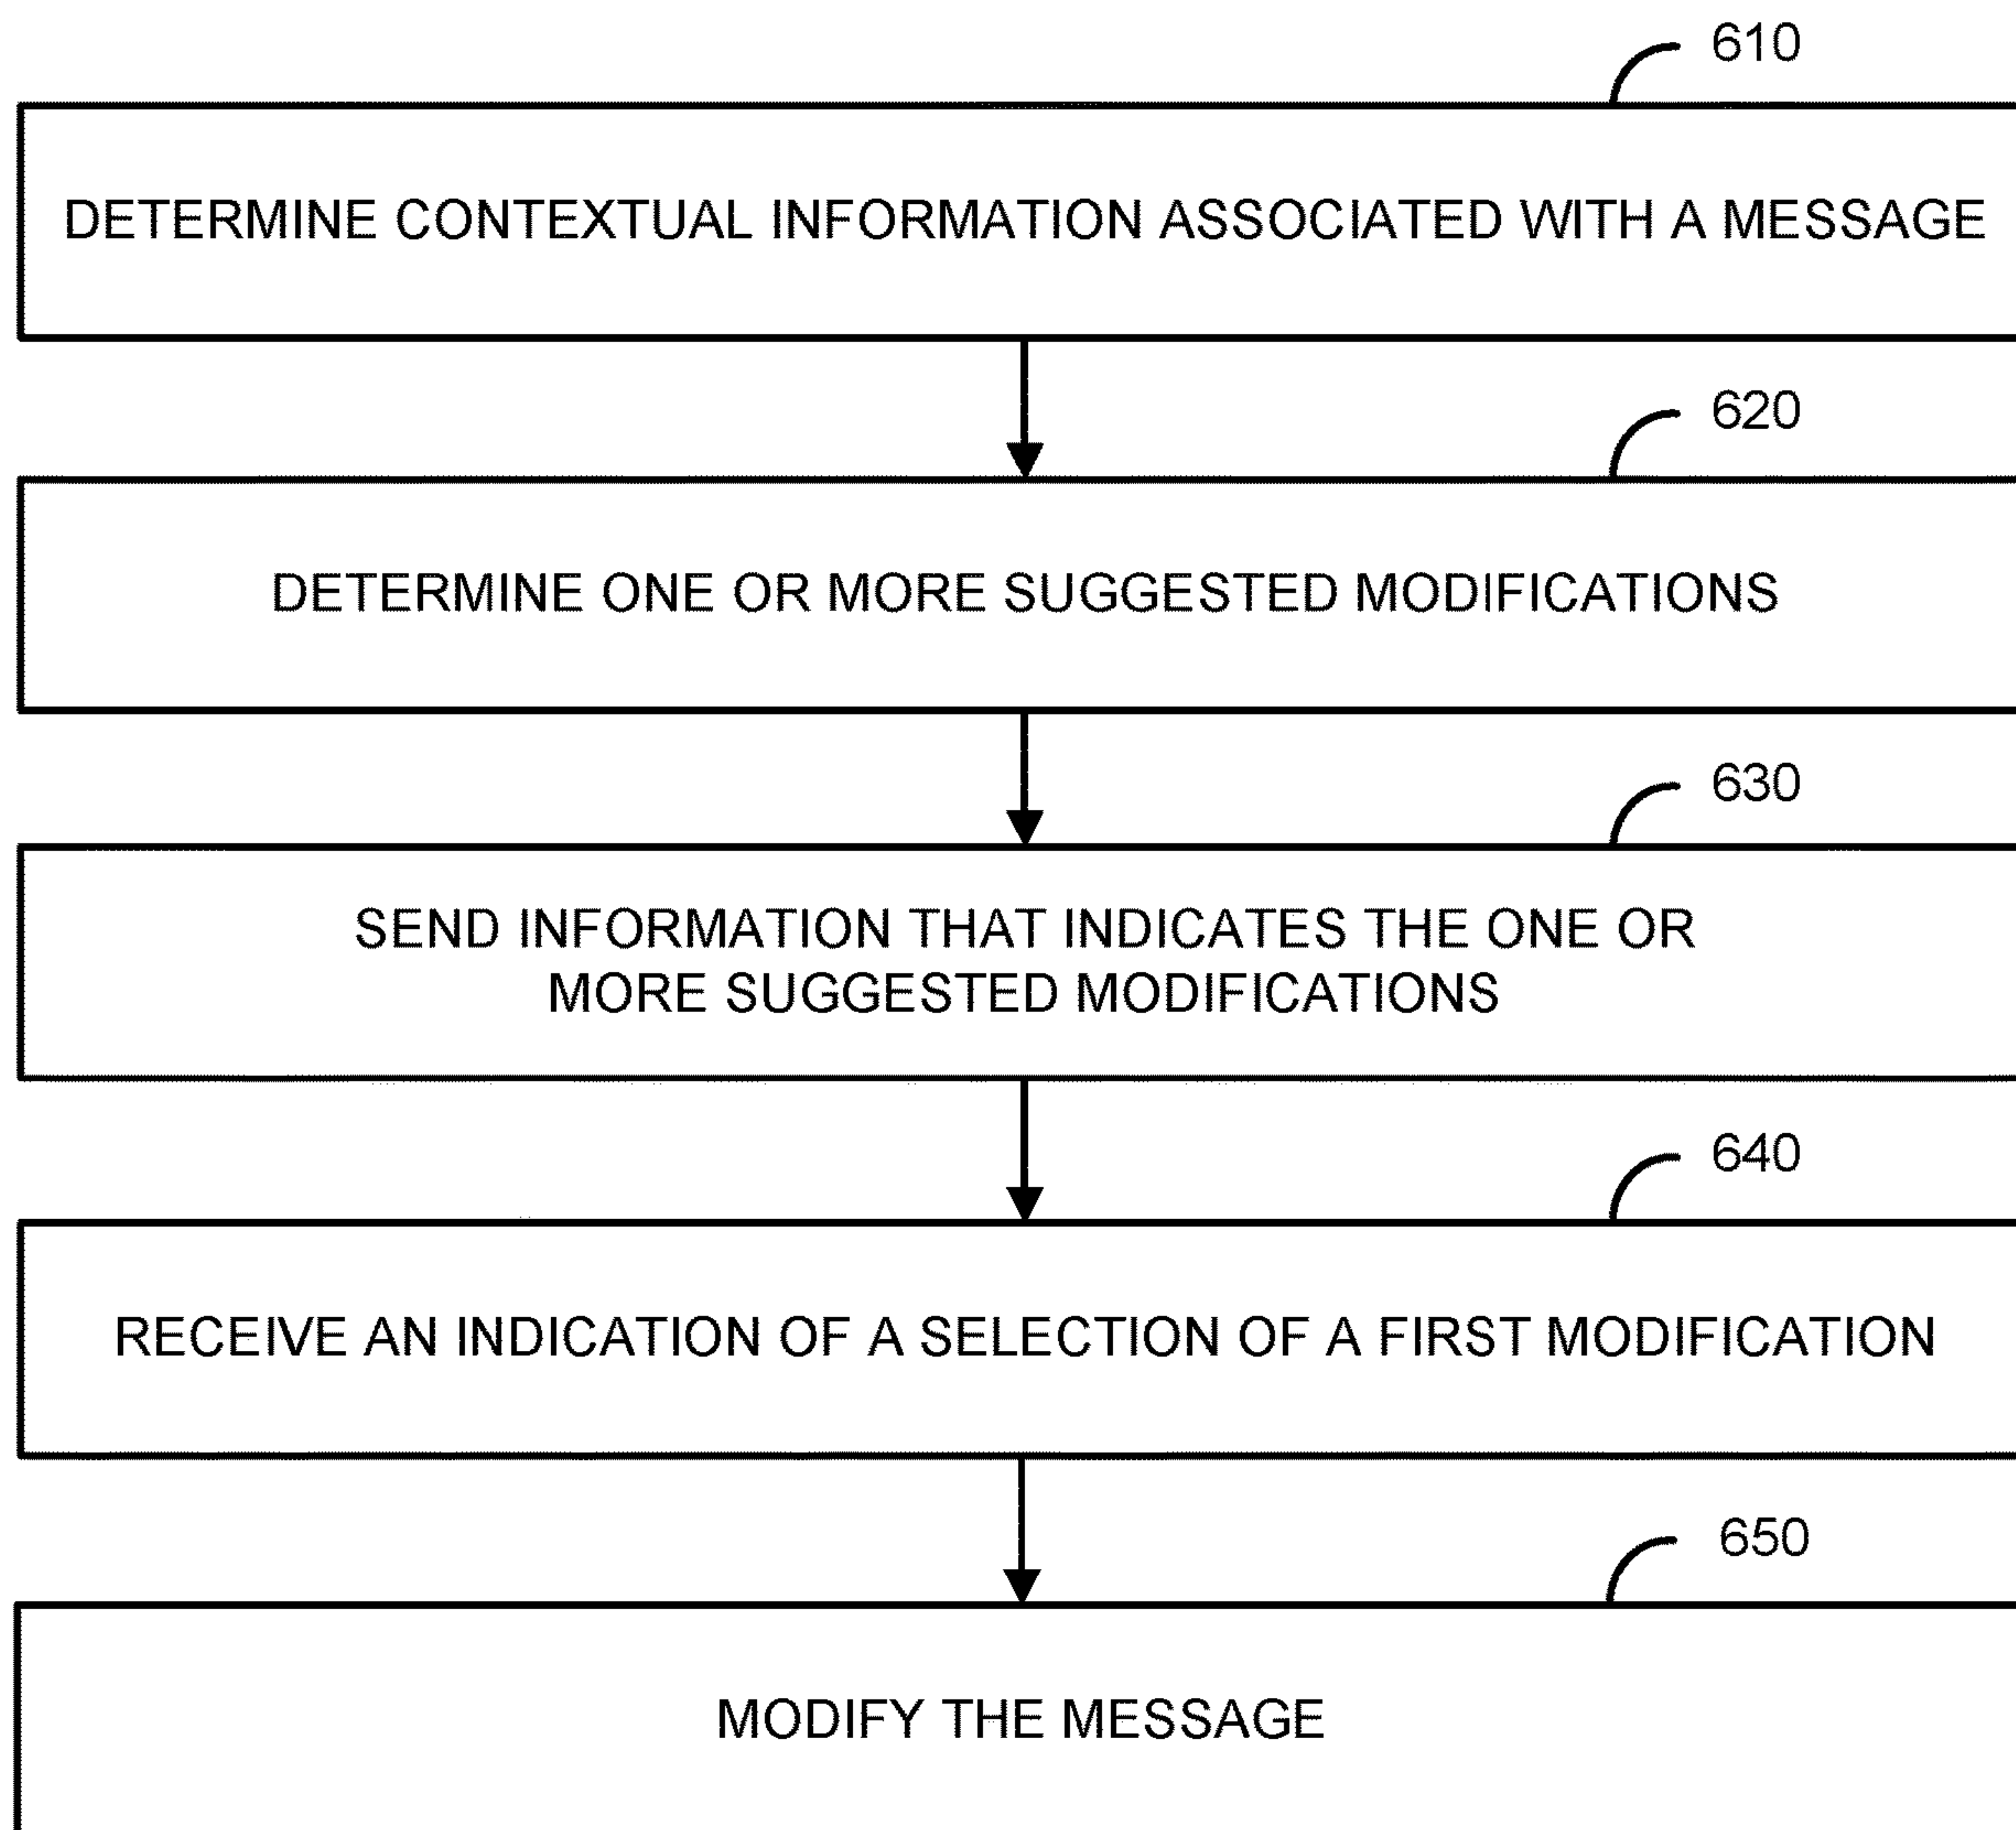 610
DETERMINE CONTEXTUAL INFORMATION ASSOCIATED WITH A MESSAGE
620
DETERMINE ONE OR MORE SUGGESTED MODIFICATIONS
630
SEND INFORMATION THAT INDICATES THE ONE OR
MORE SUGGESTED MODIFICATIONS
640
RECEIVE AN INDICATION OF A SELECTION OF A FIRST MODIFICATION
650
MODIFY THE MESSAGE